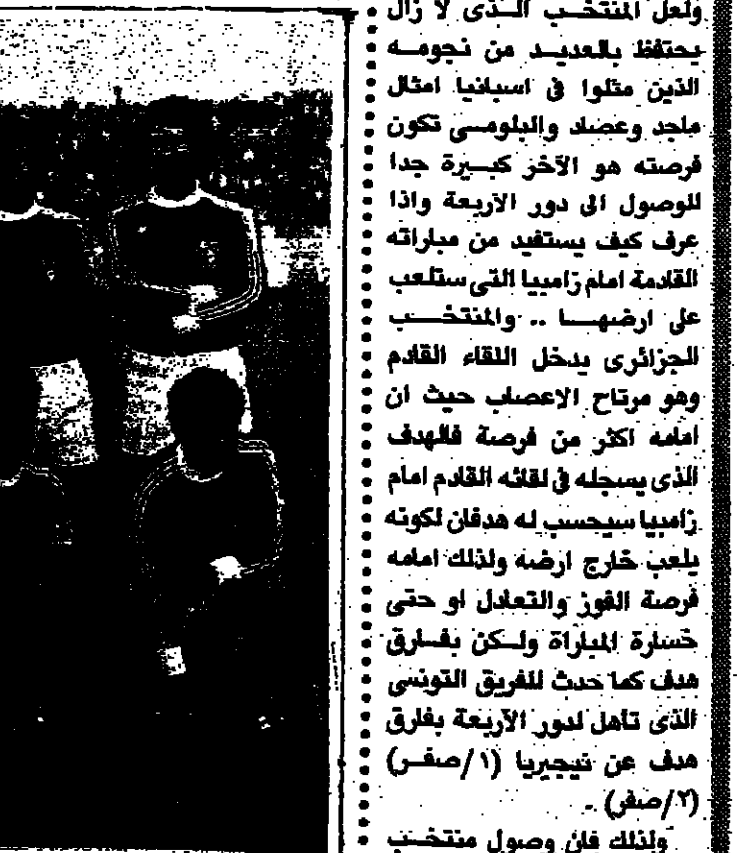 ولعل المنتخب الذى لا زال
يحتفظ بالعديد من نجومه
الذين مثلوا فى اسبانيا امثال
ماجد وعصاد والبلومى تكون
فرصته هو الآخر كبيرة جدا
للوصول الى دور الاربعة واذا
عرف كيف يستفيد من مباراته
القادمة امام زامبيا التى ستلعب
على ارضها .. والمنتخب
الجزائرى يدخل اللقاء القادم
وهو مرتاح الاعصاب حيث ان
امامه اكثر من فرصة فالهدف
الذى يسجله فى لقائه القادم امام
زامبيا سيحسب له هدفان لكونه
يلعب خارج ارضه ولذلك امامه
فرصة الفوز والتعادل او حتى
خسارة المباراة ولكن بفارق
هدف كما حدث للفريق التونسى
الذى تأهل لدور الاربعة بفارق
هدف عن نيجيريا (١/صفر)
(٢/صفر) .
ولذلك فان وصول منتخب